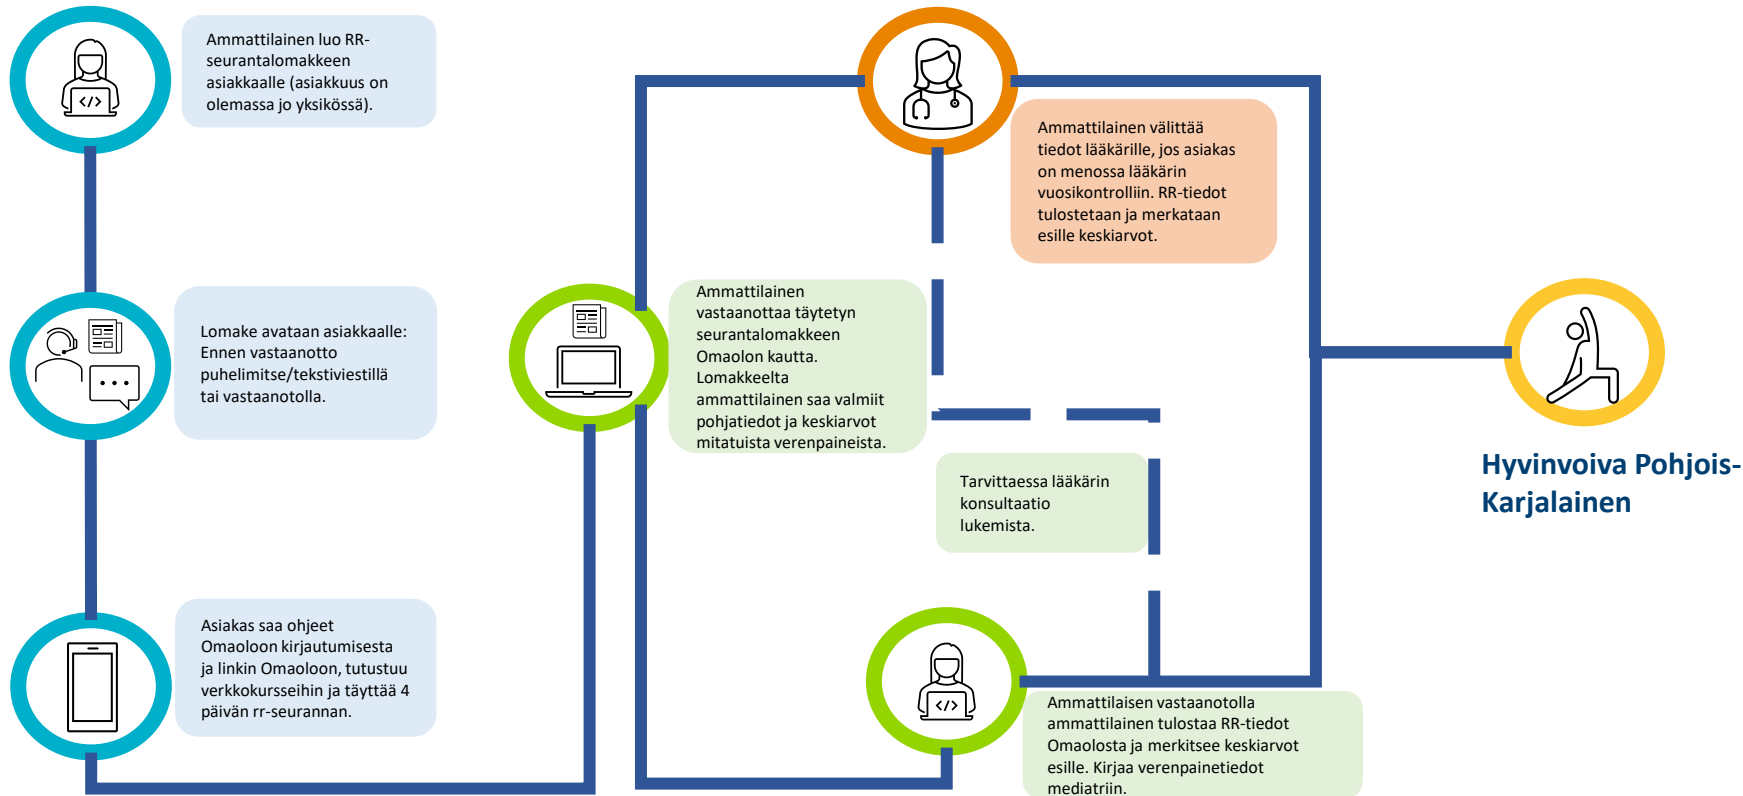 Ammattilainen luo RR-
seurantalomakkeen
asiakkaalle (asiakkuus on
olemassa jo yksikössä).
Lomake avataan asiakkaalle:
Ennen vastaanotto
puhelimitse/tekstiviestillä
tai vastaanotolla.
Asiakas saa ohjeet
Omaoloon kirjautumisesta
ja linkin Omaoloon, tutustuu
verkkokursseihin ja täyttää 4
päivän rr-seurannan.
Ammattilainen
vastaanottaa täytetyn
seurantalomakkeen
Omaolon kautta.
Lomakkeelta
ammattilainen saa valmiit
pohjatiedot ja keskiarvot
mitatuista verenpaineista.
Ammattilainen välittää
tiedot lääkärille, jos asiakas
on menossa lääkärin
vuosikontrolliin. RR-tiedot
tulostetaan ja merkataan
esille keskiarvot.
Tarvittaessa lääkärin
konsultaatio
lukemista.
Ammattilaisen vastaanotolla
ammattilainen tulostaa RR-tiedot
Omaolosta ja merkitsee keskiarvot
esille. Kirjaa verenpainetiedot
mediatriin.
Hyvinvoiva Pohjois-
Karjalainen